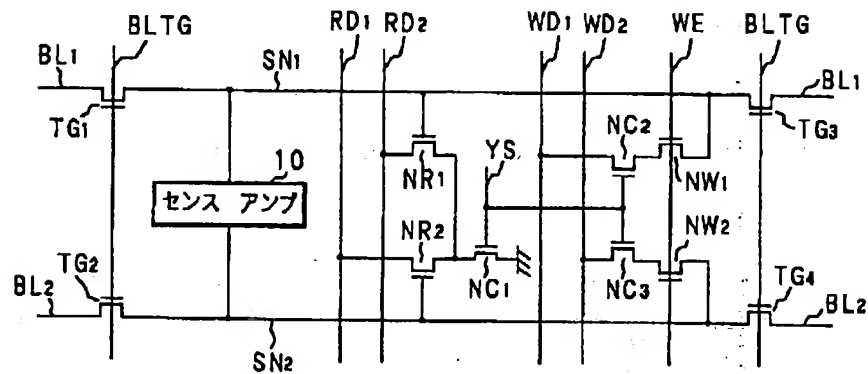 BLTG RD1 RD2 WD1 WD2 WE BLTG
BL1 SN1 BL1
TG1 NC2 TG3
10 YS
センス アンプ NR1 NW1
NR2 NW2
TG2 NC1 NC3 TG4
BL2 BL2
SN2